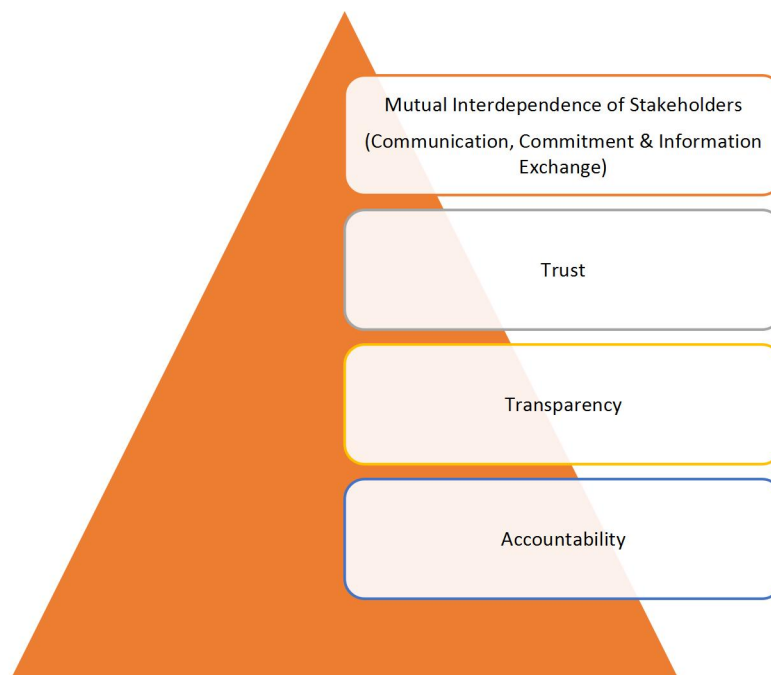 Mutual Interdependence of Stakeholders
(Communication, Commitment & Information
Exchange)
Trust
Transparency
Accountability